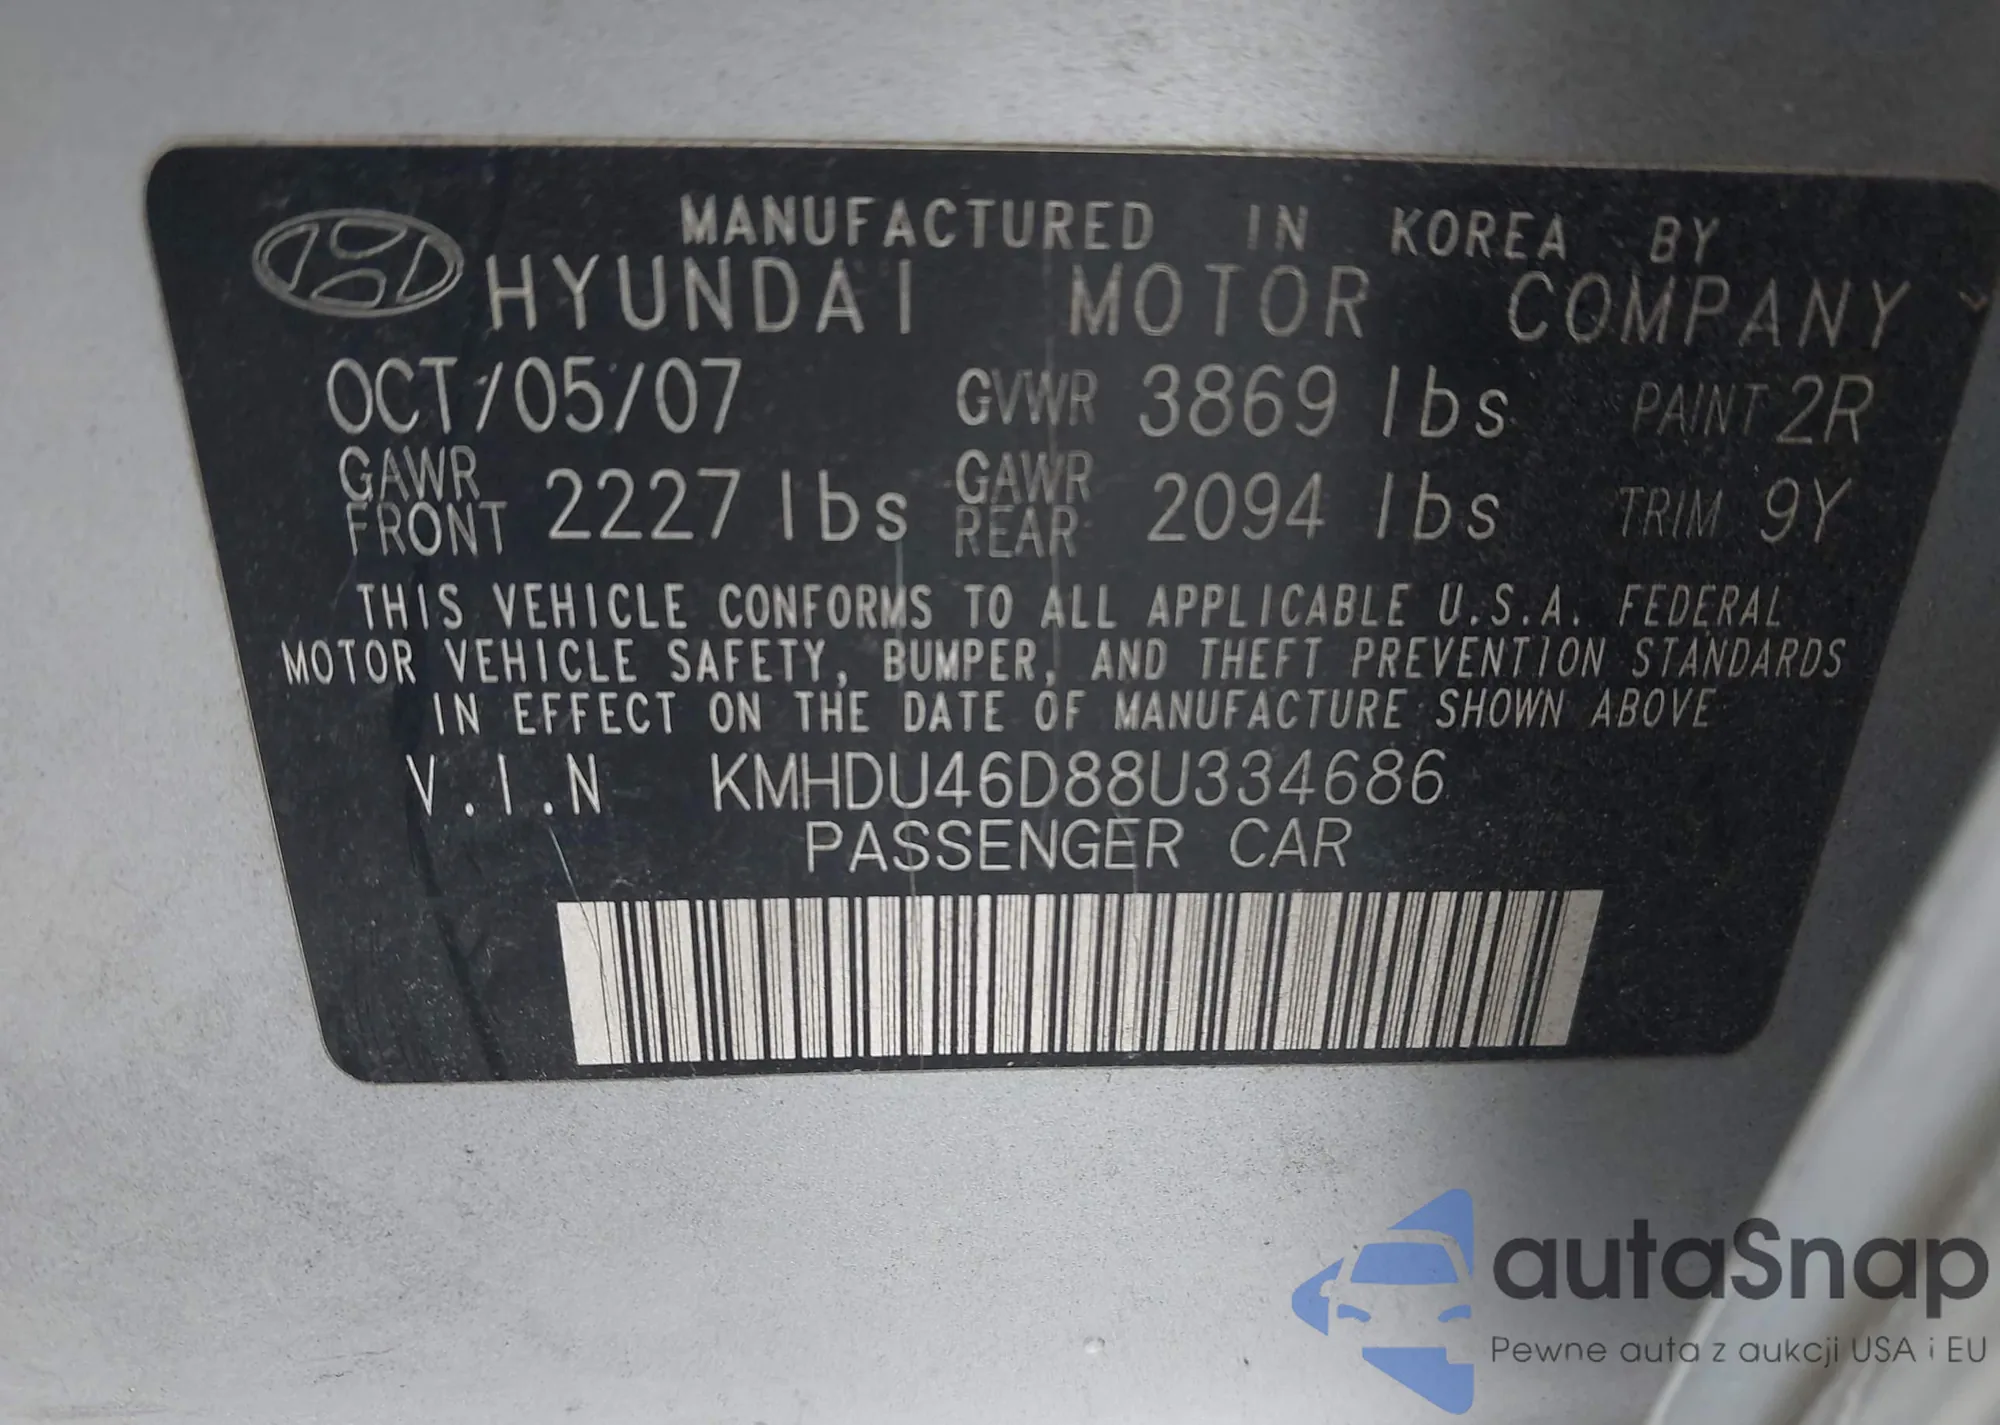 MANUFACTURED IN KOREA BY
HYUNDAI MOTOR COMPANY
OCT/05/07 GVWR 3869 lbs PAINT 2R
GAWR FRONT 2227 lbs GAWR REAR 2094 lbs TRIM 9Y
THIS VEHICLE CONFORMS TO ALL APPLICABLE U.S.A. FEDERAL
MOTOR VEHICLE SAFETY, BUMPER, AND THEFT PREVENTION STANDARDS
IN EFFECT ON THE DATE OF MANUFACTURE SHOWN ABOVE
V.I.N KMHDU46D88U334686
PASSENGER CAR
autaSnap
Pewne auta z aukcji USA i EU